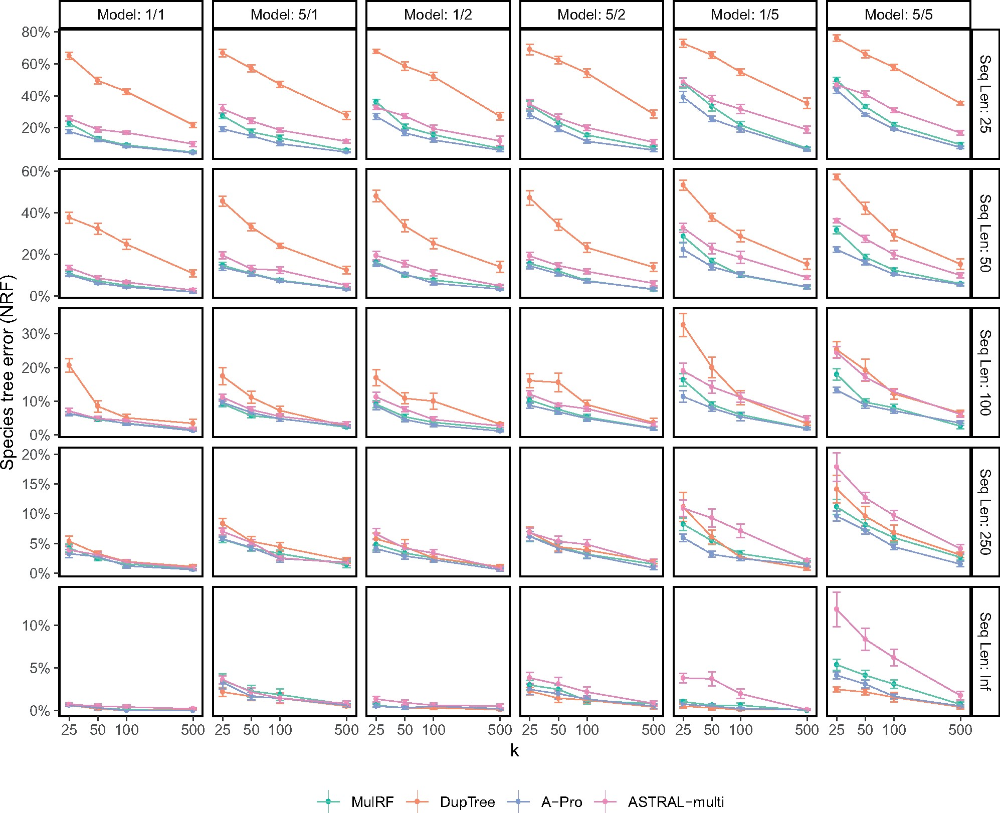 Model: 1/1
Model: 5/1
Model: 1/2
Model: 5/2
Model: 1/5
Model: 5/5
80%
60%
40%
20%
Seq Len: 25
60%
40%
20%
0%
Seq Len: 50
30%
20%
10%
0%
Seq Len: 100
20%
15%
10%
5%
0%
Seq Len: 250
10%
5%
0%
Seq Len: Inf
Species tree error (NRF)
25 50 100 500
25 50 100 500
25 50 100 500
25 50 100 500
25 50 100 500
25 50 100 500
k
MulRF DupTree A−Pro ASTRAL−multi